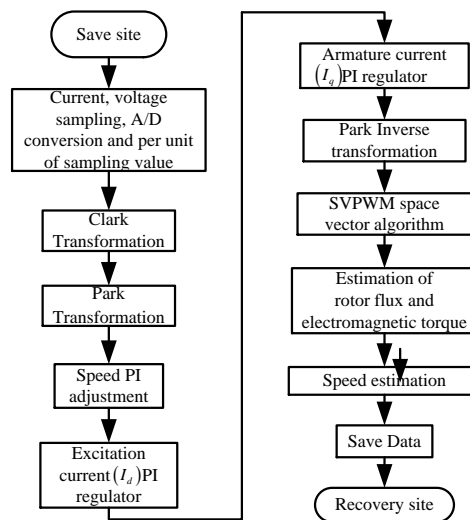 Save site
Current, voltage
sampling, A/D
conversion and per unit
of sampling value
Clark
Transformation
Park
Transformation
Speed PI
adjustment
Excitation
current(I_d)PI
regulator
Armature current
(I_q)PI regulator
Park Inverse
transformation
SVPWM space
vector algorithm
Estimation of
rotor flux and
electromagnetic torque
Speed estimation
Save Data
Recovery site